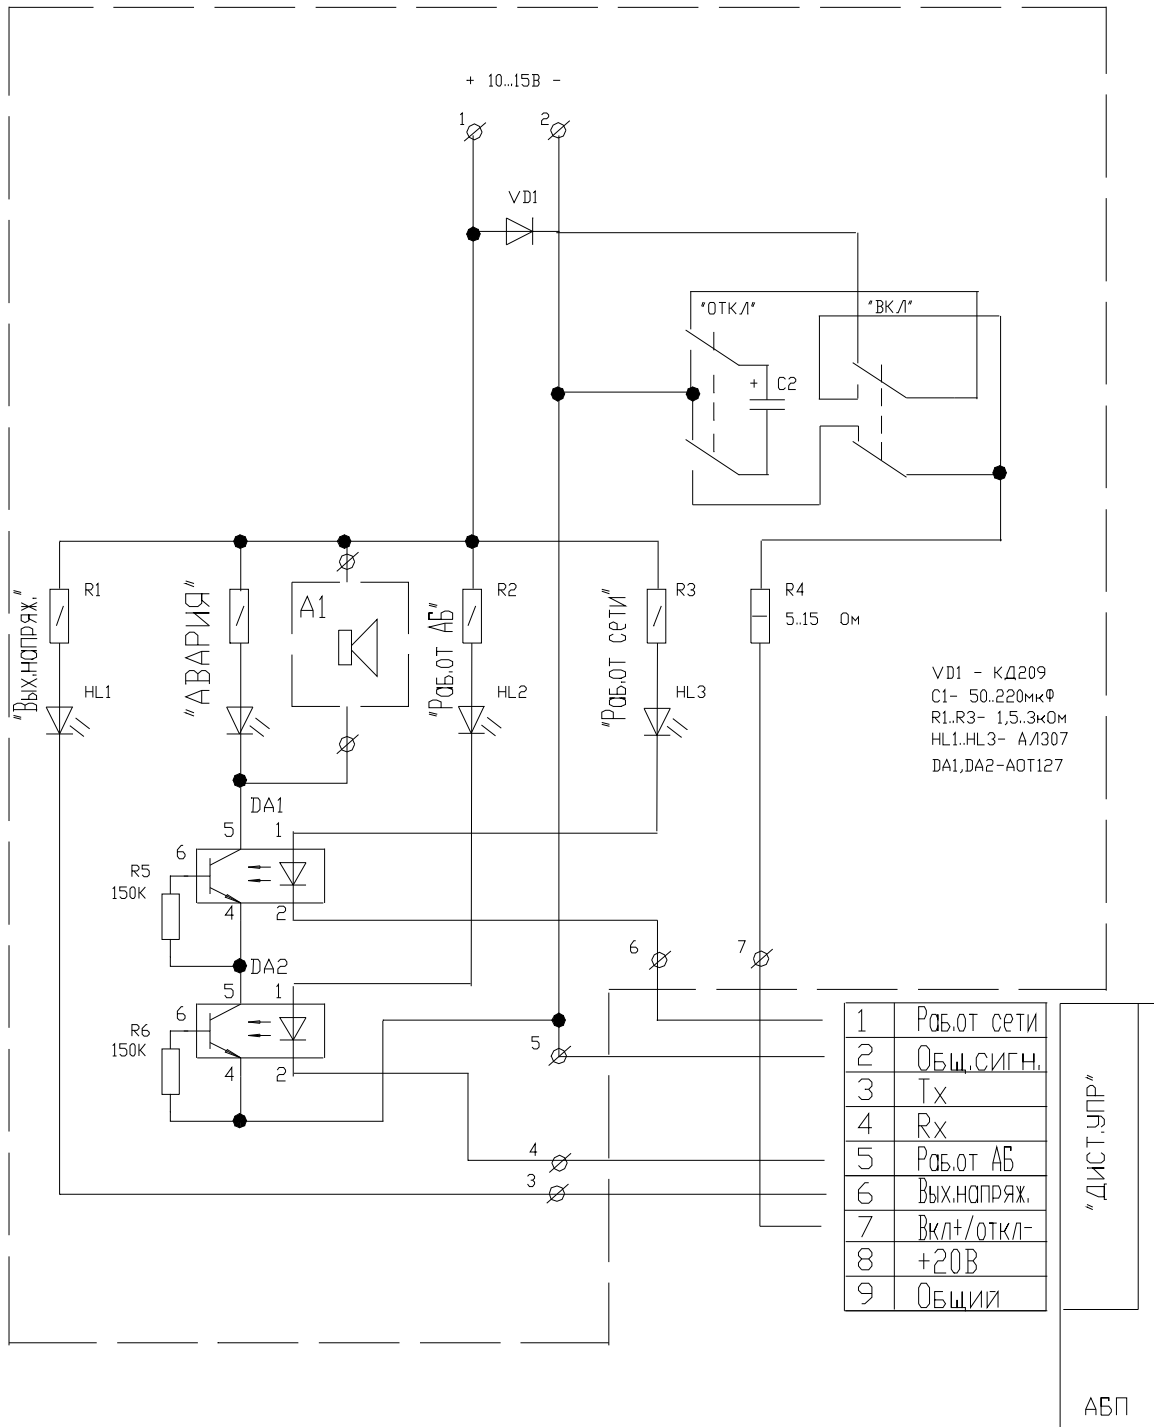 + 10...15В -
1
2
VD1
"ОТКЛ"
"ВКЛ"
+ C2
"Вых.напряж."
R1
"АВАРИЯ"
A1
"Раб.от АБ"
R2
"Раб.от сети"
R3
R4
5..15 Ом
HL1
HL2
HL3
VD1 - КД209
C1- 50..220мкФ
R1..R3- 1,5..3кОм
HL1..HL3- АЛ307
DA1,DA2-АОТ127
DA1
5
1
6
R5
150K
4
2
6
7
DA2
5
1
6
R6
150K
4
2
5
4
3
1 Раб.от сети
2 Общ.сигн.
3 Tx
4 Rx
5 Раб.от АБ
6 Вых.напряж.
7 Вкл+/откл-
8 +20В
9 Общий
"ДИСТ.УПР"
АБП